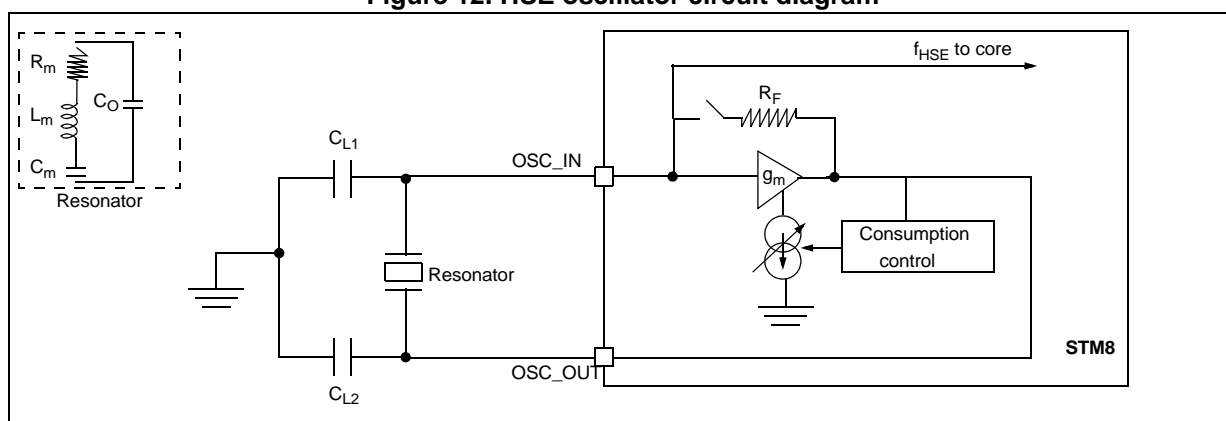 Figure 12. HSE oscillator circuit diagram
Rm
Lm
CO
Cm
Resonator
CL1
CL2
Resonator
OSC_IN
OSC_OUT
fHSE to core
RF
gm
Consumption
control
STM8